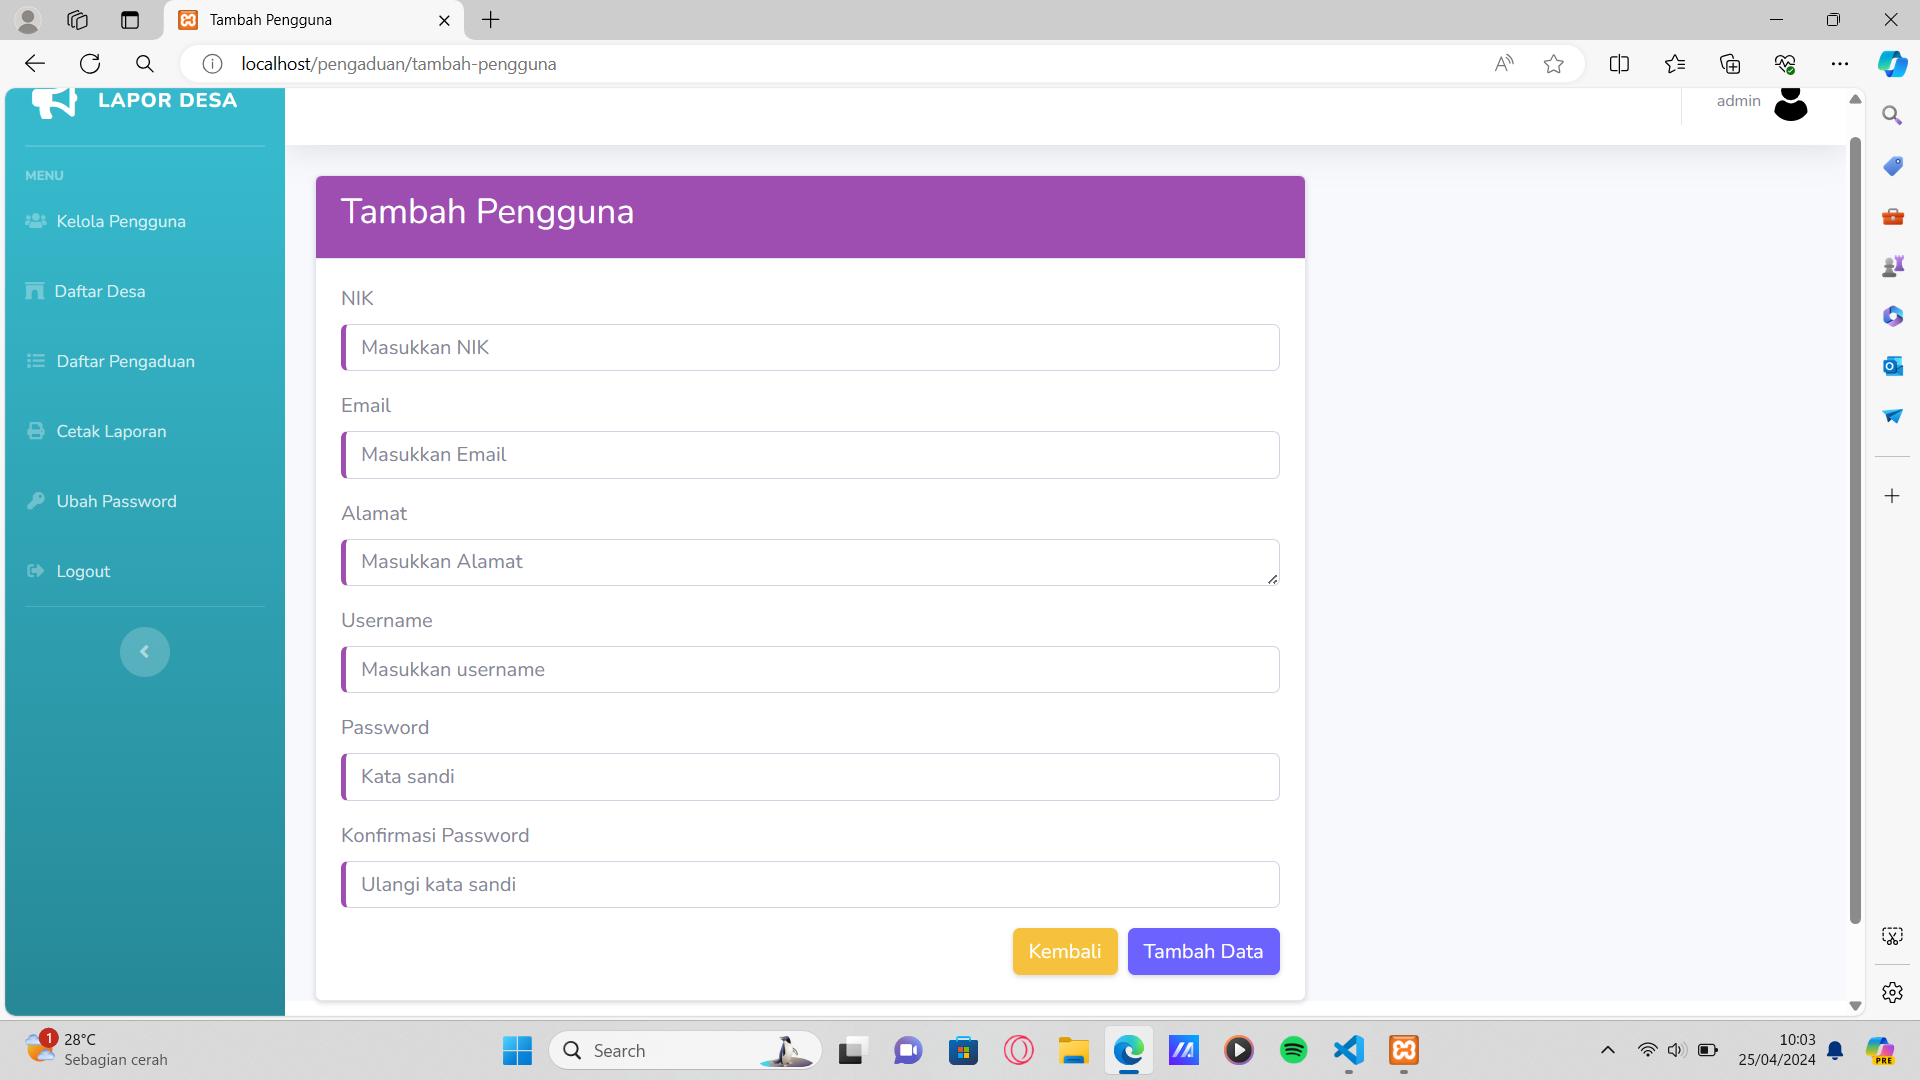 Tambah Pengguna
localhost/pengaduan/tambah-pengguna
LAPOR DESA
admin
MENU
Kelola Pengguna
Daftar Desa
Daftar Pengaduan
Cetak Laporan
Ubah Password
Logout
Tambah Pengguna
NIK
Masukkan NIK
Email
Masukkan Email
Alamat
Masukkan Alamat
Username
Masukkan username
Password
Kata sandi
Konfirmasi Password
Ulangi kata sandi
Kembali
Tambah Data
1
28°C
Sebagian cerah
Search
10:03
25/04/2024
PRE